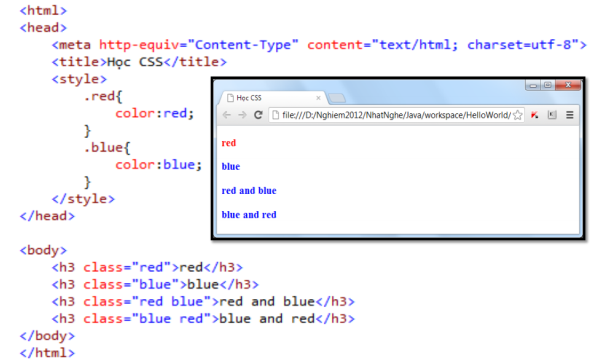 <html>
<head>
<meta http-equiv="Content-Type" content="text/html; charset=utf-8">
<title>Học CSS</title>
<style>
.red{
color:red;
}
.blue{
color:blue;
}
</style>
</head>
<body>
<h3 class="red">red</h3>
<h3 class="blue">blue</h3>
<h3 class="red blue">red and blue</h3>
<h3 class="blue red">blue and red</h3>
</body>
</html>
Học CSS
file:///D:/Nghiem2012/NhatNghe/Java/workspace/HelloWorld/
red
blue
red and blue
blue and red